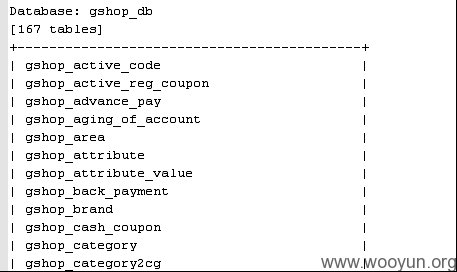 Database: gshop_db
[167 tables]
+------------------------------------------+
| gshop_active_code |
| gshop_active_reg_coupon |
| gshop_advance_pay |
| gshop_aging_of_account |
| gshop_area |
| gshop_attribute |
| gshop_attribute_value |
| gshop_back_payment |
| gshop_brand |
| gshop_cash_coupon |
| gshop_category |
| gshop_category2cg |
www.wooyun.org